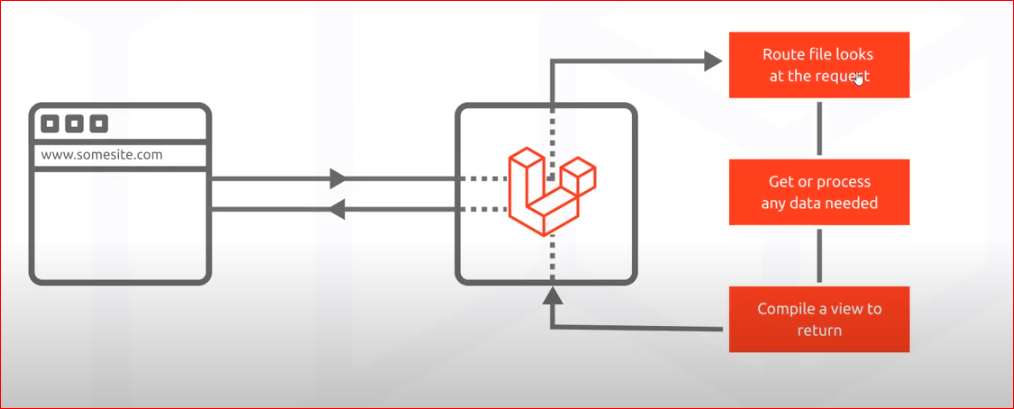 www.somesite.com
Route file looks
at the request
Get or process
any data needed
Compile a view to
return